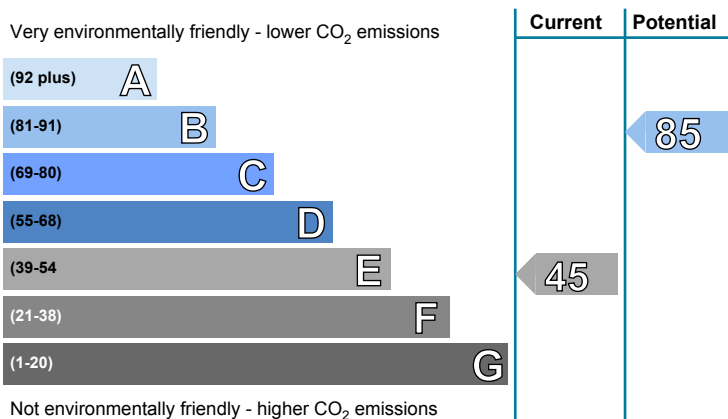 Current Potential
Very environmentally friendly - lower CO2 emissions
(92 plus) A
(81-91) B
85
(69-80) C
(55-68) D
(39-54 E
45
(21-38) F
(1-20) G
Not environmentally friendly - higher CO2 emissions